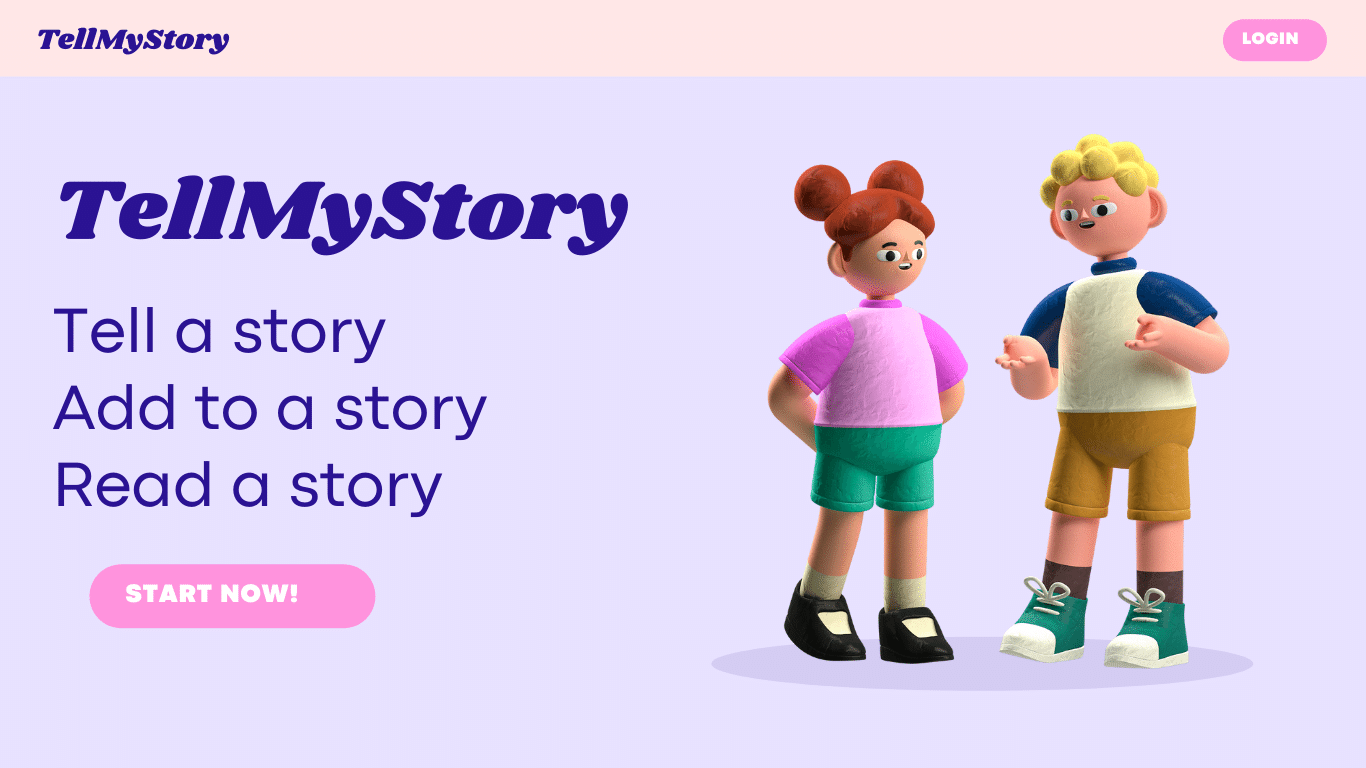 TellMyStory
LOGIN
TellMyStory
Tell a story
Add to a story
Read a story
START NOW!